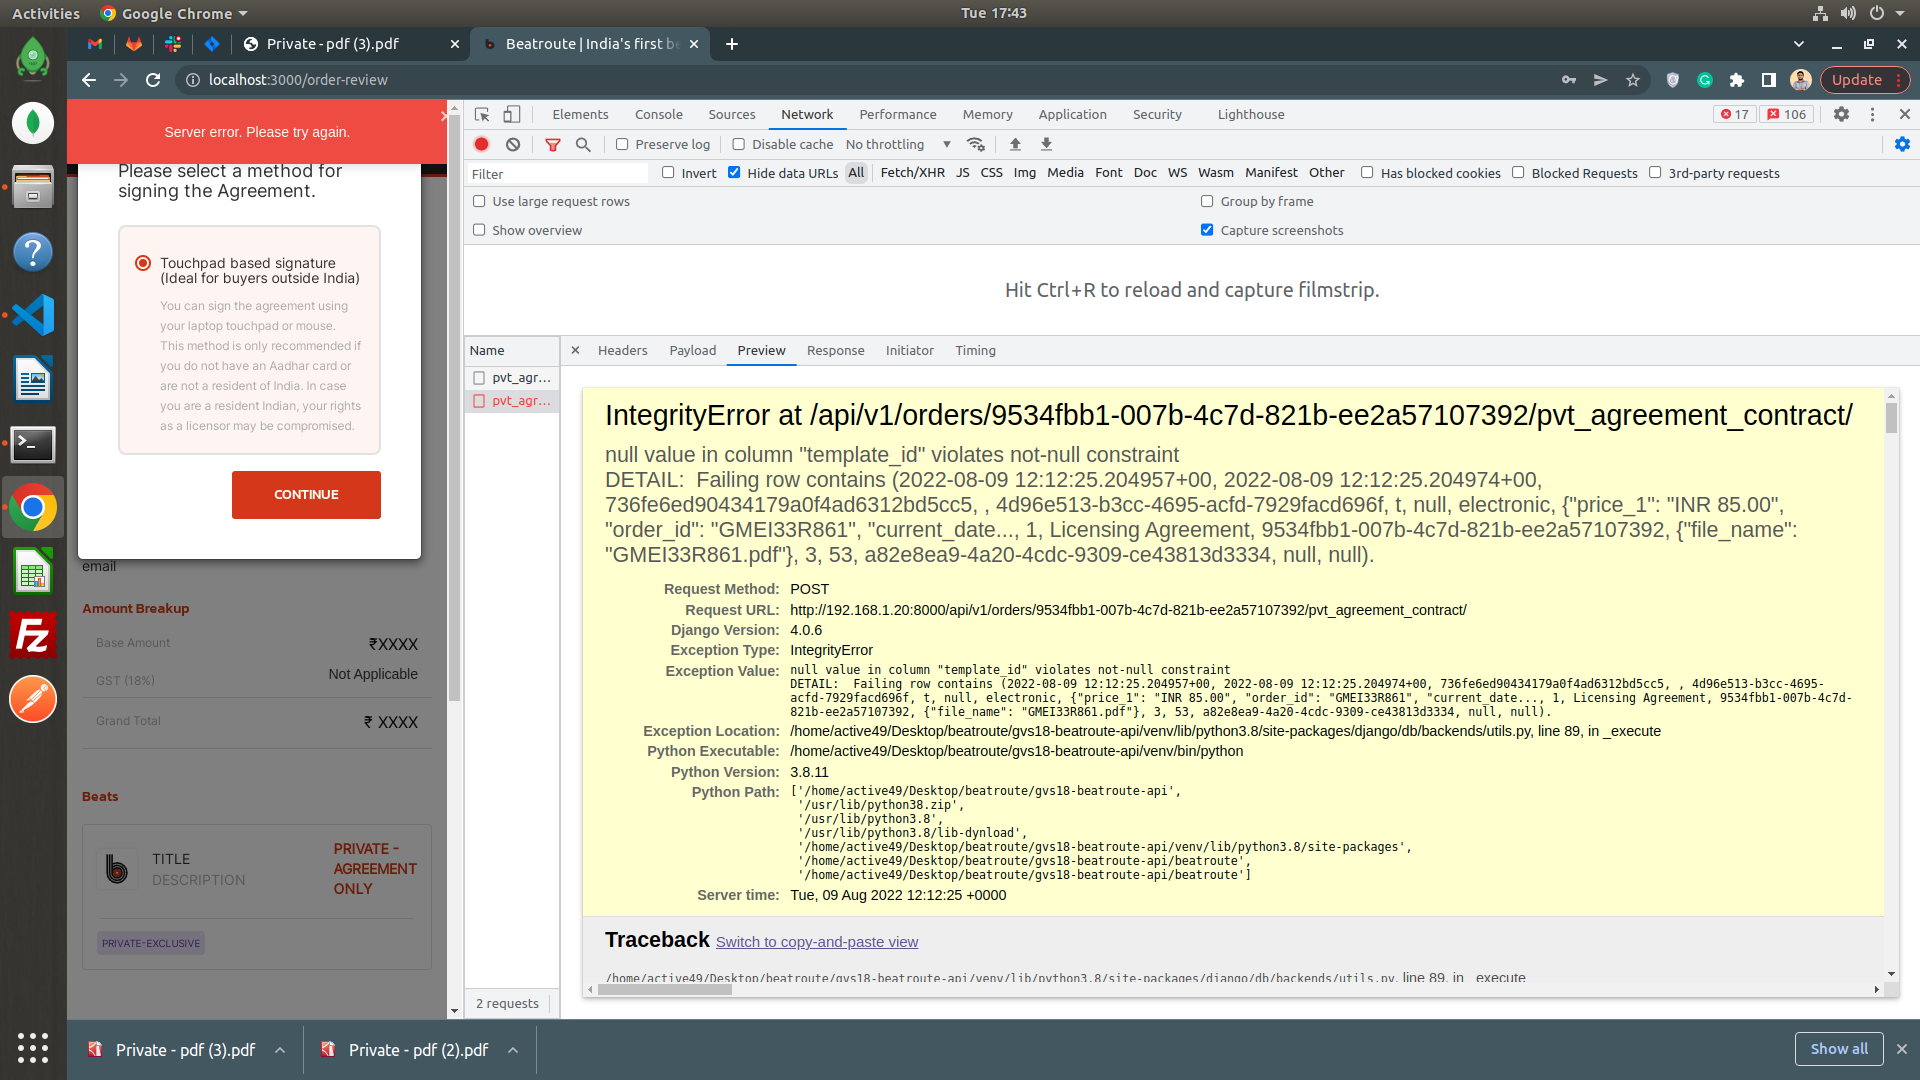 Activities
Google Chrome
Tue 17:43
Private - pdf (3).pdf
Beatroute | India's first be
localhost:3000/order-review
Update
Server error. Please try again.
Please select a method for
signing the Agreement.
Touchpad based signature
(Ideal for buyers outside India)
You can sign the agreement using
your laptop touchpad or mouse.
This method is only recommended if
you do not have an Aadhar card or
are not a resident of India. In case
you are a resident Indian, your rights
as a licensor may be compromised.
CONTINUE
email
Amount Breakup
Base Amount
₹XXXX
GST (18%)
Not Applicable
Grand Total
₹ XXXX
Beats
TITLE
DESCRIPTION
PRIVATE -
AGREEMENT
ONLY
PRIVATE-EXCLUSIVE
Elements
Console
Sources
Network
Performance
Memory
Application
Security
Lighthouse
17
106
Preserve log
Disable cache
No throttling
Filter
Invert
Hide data URLs
All
Fetch/XHR
JS
CSS
Img
Media
Font
Doc
WS
Wasm
Manifest
Other
Has blocked cookies
Blocked Requests
3rd-party requests
Use large request rows
Group by frame
Show overview
Capture screenshots
Hit Ctrl+R to reload and capture filmstrip.
Name
Headers
Payload
Preview
Response
Initiator
Timing
pvt_agr...
pvt_agr...
IntegrityError at /api/v1/orders/9534fbb1-007b-4c7d-821b-ee2a57107392/pvt_agreement_contract/
null value in column "template_id" violates not-null constraint
DETAIL:  Failing row contains (2022-08-09 12:12:25.204957+00, 2022-08-09 12:12:25.204974+00,
736fe6ed90434179a0f4ad6312bd5cc5, , 4d96e513-b3cc-4695-acfd-7929facd696f, t, null, electronic, {"price_1": "INR 85.00",
"order_id": "GMEI33R861", "current_date..., 1, Licensing Agreement, 9534fbb1-007b-4c7d-821b-ee2a57107392, {"file_name":
"GMEI33R861.pdf"}, 3, 53, a82e8ea9-4a20-4cdc-9309-ce43813d3334, null, null).
Request Method: POST
Request URL: http://192.168.1.20:8000/api/v1/orders/9534fbb1-007b-4c7d-821b-ee2a57107392/pvt_agreement_contract/
Django Version: 4.0.6
Exception Type: IntegrityError
Exception Value: null value in column "template_id" violates not-null constraint
DETAIL:  Failing row contains (2022-08-09 12:12:25.204957+00, 2022-08-09 12:12:25.204974+00, 736fe6ed90434179a0f4ad6312bd5cc5, , 4d96e513-b3cc-4695-
acfd-7929facd696f, t, null, electronic, {"price_1": "INR 85.00", "order_id": "GMEI33R861", "current_date..., 1, Licensing Agreement, 9534fbb1-007b-4c7d-
821b-ee2a57107392, {"file_name": "GMEI33R861.pdf"}, 3, 53, a82e8ea9-4a20-4cdc-9309-ce43813d3334, null, null).
Exception Location: /home/active49/Desktop/beatroute/gvs18-beatroute-api/venv/lib/python3.8/site-packages/django/db/backends/utils.py, line 89, in _execute
Python Executable: /home/active49/Desktop/beatroute/gvs18-beatroute-api/venv/bin/python
Python Version: 3.8.11
Python Path: ['/home/active49/Desktop/beatroute/gvs18-beatroute-api',
'/usr/lib/python38.zip',
'/usr/lib/python3.8',
'/usr/lib/python3.8/lib-dynload',
'/home/active49/Desktop/beatroute/gvs18-beatroute-api/venv/lib/python3.8/site-packages',
'/home/active49/Desktop/beatroute/gvs18-beatroute-api/beatroute',
'/home/active49/Desktop/beatroute/gvs18-beatroute-api/beatroute']
Server time: Tue, 09 Aug 2022 12:12:25 +0000
Traceback Switch to copy-and-paste view
/home/active49/Desktop/beatroute/gvs18-beatroute-api/venv/lib/python3.8/site-packages/django/db/backends/utils.py, line 89, in _execute
2 requests
Private - pdf (3).pdf
Private - pdf (2).pdf
Show all